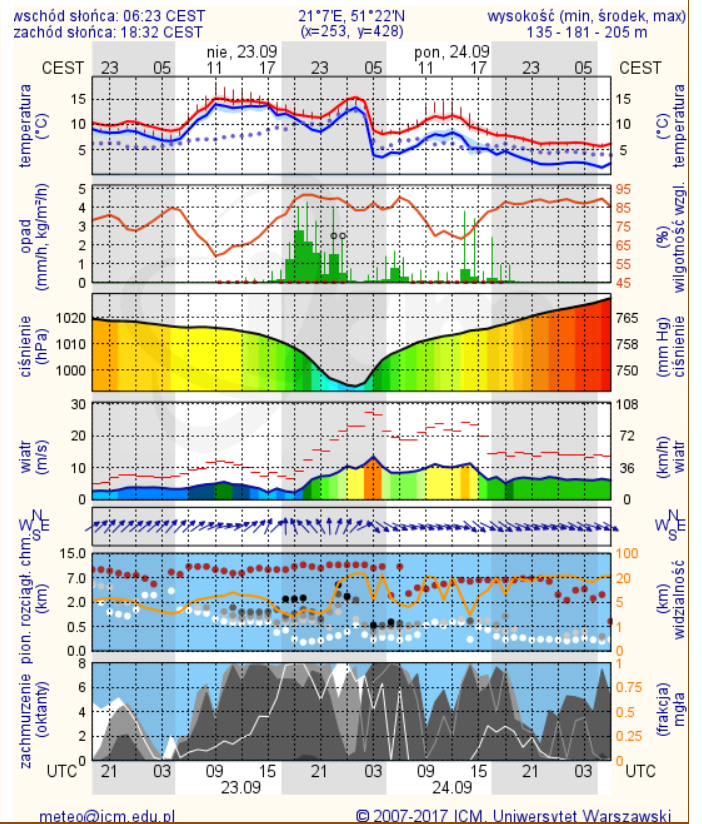 wschód słońca: 06:23 CEST
zachód słońca: 18:32 CEST
21°7'E, 51°22'N
(x=253, y=428)
wysokość (min, środek, max)
135 - 181 - 205 m
nie, 23.09
pon, 24.09
CEST 23 05 11 17 23 05 11 17 23 05 CEST
temperatura
(°C)
15
10
5
15
10
5
(°C)
temperatura
opad
(mm/h, kg/m²/h)
5
4
3
2
1
0
95
85
75
65
55
45
(%)
wilgotność wzgl.
ciśnienie
(hPa)
1020
1010
1000
765
758
750
(mm Hg)
ciśnienie
wiatr
(m/s)
30
20
10
0
108
72
36
0
(km/h)
wiatr
N
W E
S
N
W E
S
pion. rozciągł. chm.
(km)
15.0
7.0
2.0
0.5
0.0
100
20
5
1
0
(km)
widzialność
zachmurzenie
(oktanty)
8
6
4
2
0
1
0.75
0.5
0.25
0
(frakcja)
mgła
UTC 21 03 09 15 21 03 09 15 21 03 UTC
23.09
24.09
meteo@icm.edu.pl
© 2007-2017 ICM, Uniwersytet Warszawski